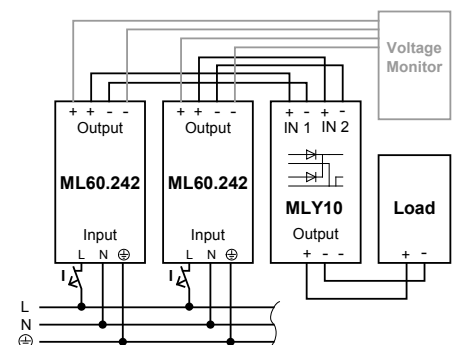 Voltage
Monitor
+ + - -
+ + - -
+ - + -
Output
Output
IN 1 IN 2
ML60.242
ML60.242
MLY10
Load
Input
Input
Output
L N ⏚
L N ⏚
+ - -
+ -
I
I
L
N
⏚